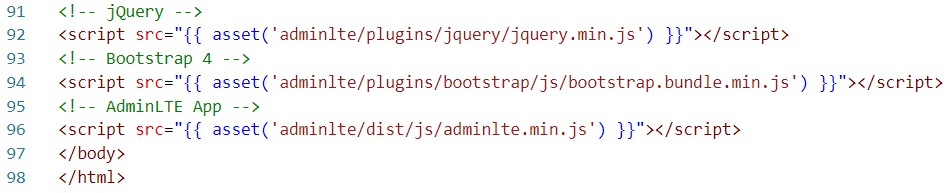 91 <!-- jQuery -->
92 <script src="{{ asset('adminlte/plugins/jquery/jquery.min.js') }}"></script>
93 <!-- Bootstrap 4 -->
94 <script src="{{ asset('adminlte/plugins/bootstrap/js/bootstrap.bundle.min.js') }}"></script>
95 <!-- AdminLTE App -->
96 <script src="{{ asset('adminlte/dist/js/adminlte.min.js') }}"></script>
97 </body>
98 </html>